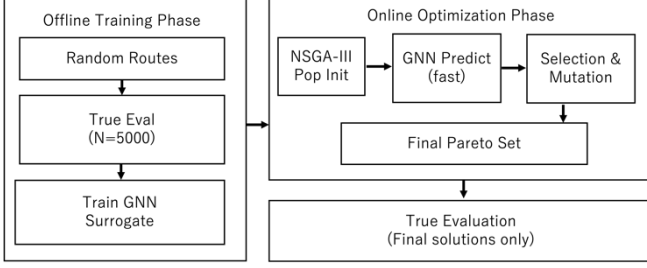 Offline Training Phase
Random Routes
True Eval
(N=5000)
Train GNN
Surrogate
Online Optimization Phase
NSGA-III
Pop Init
GNN Predict
(fast)
Selection &
Mutation
Final Pareto Set
True Evaluation
(Final solutions only)